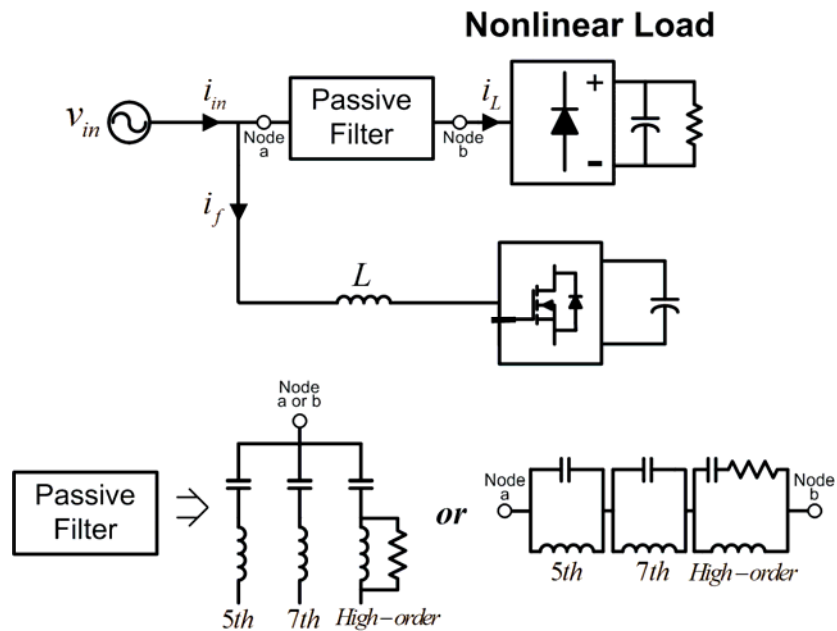 Nonlinear Load
v_in
i_in
Node a
Passive Filter
Node b
i_L
+
-
i_f
L
Node a or b
Passive Filter
or
Node a
Node b
5th
7th
High-order
5th
7th
High-order